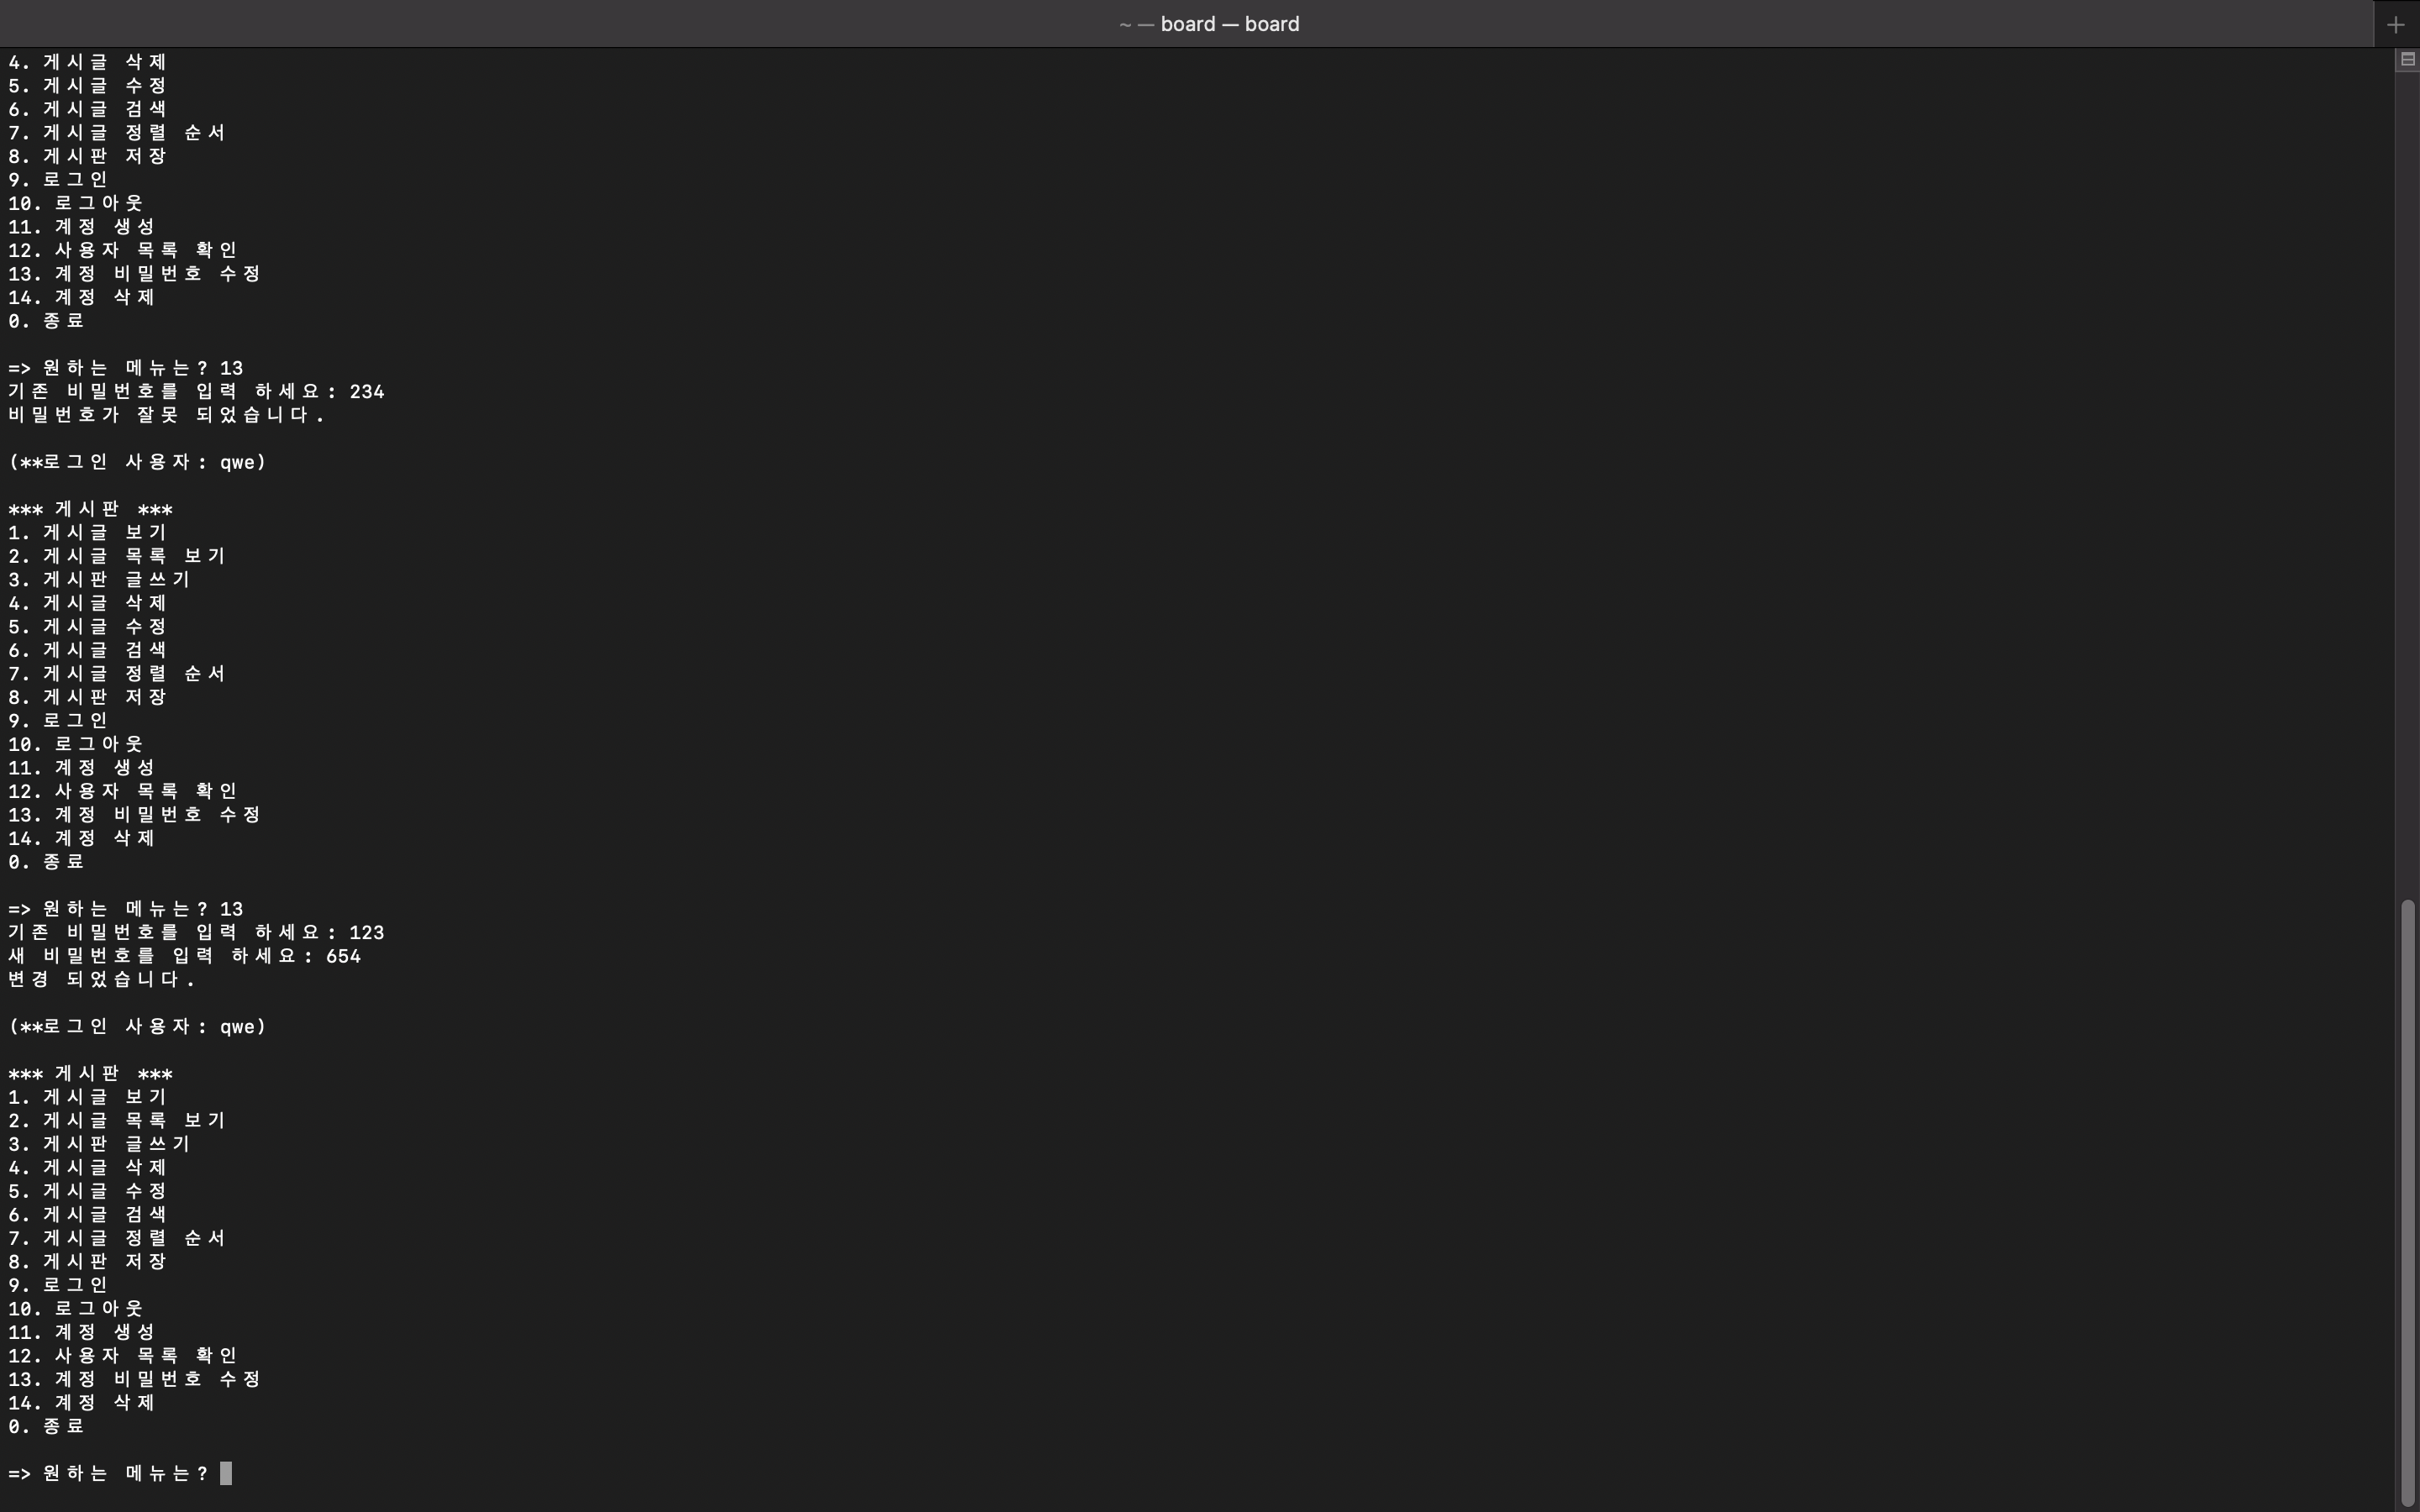 ~ — board — board
4. 게시글 삭제
5. 게시글 수정
6. 게시글 검색
7. 게시글 정렬 순서
8. 게시판 저장
9. 로그인
10. 로그아웃
11. 계정 생성
12. 사용자 목록 확인
13. 계정 비밀번호 수정
14. 계정 삭제
0. 종료
=> 원하는 메뉴는? 13
기존 비밀번호를 입력 하세요: 234
비밀번호가 잘못 되었습니다.
(**로그인 사용자: qwe)
*** 게시판 ***
1. 게시글 보기
2. 게시글 목록 보기
3. 게시판 글쓰기
4. 게시글 삭제
5. 게시글 수정
6. 게시글 검색
7. 게시글 정렬 순서
8. 게시판 저장
9. 로그인
10. 로그아웃
11. 계정 생성
12. 사용자 목록 확인
13. 계정 비밀번호 수정
14. 계정 삭제
0. 종료
=> 원하는 메뉴는? 13
기존 비밀번호를 입력 하세요: 123
새 비밀번호를 입력 하세요: 654
변경 되었습니다.
(**로그인 사용자: qwe)
*** 게시판 ***
1. 게시글 보기
2. 게시글 목록 보기
3. 게시판 글쓰기
4. 게시글 삭제
5. 게시글 수정
6. 게시글 검색
7. 게시글 정렬 순서
8. 게시판 저장
9. 로그인
10. 로그아웃
11. 계정 생성
12. 사용자 목록 확인
13. 계정 비밀번호 수정
14. 계정 삭제
0. 종료
=> 원하는 메뉴는?